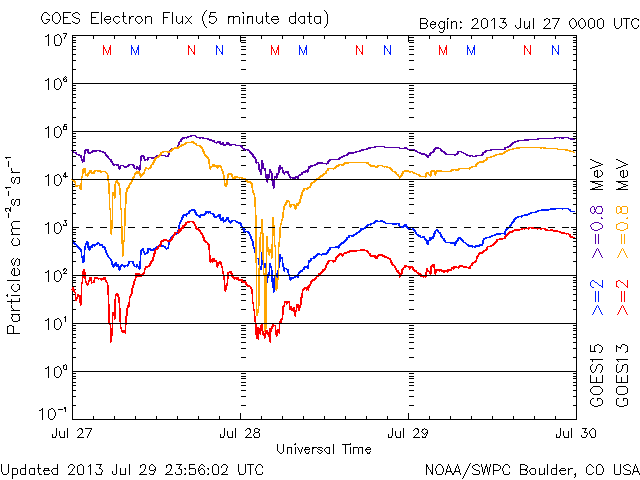 GOES Electron Flux (5 minute data)
Begin: 2013 Jul 27 0000 UTC
10⁷
M M N N M M N N M M N N
10⁶
10⁵
10⁴
10³
10²
10¹
10⁰
10⁻¹
Particles cm⁻²s⁻¹sr⁻¹
Jul 27 Jul 28 Jul 29 Jul 30
Universal Time
GOES15 >=2 >=0.8 MeV
GOES13 >=2 >=0.8 MeV
Updated 2013 Jul 29 23:56:02 UTC
NOAA/SWPC Boulder, CO USA